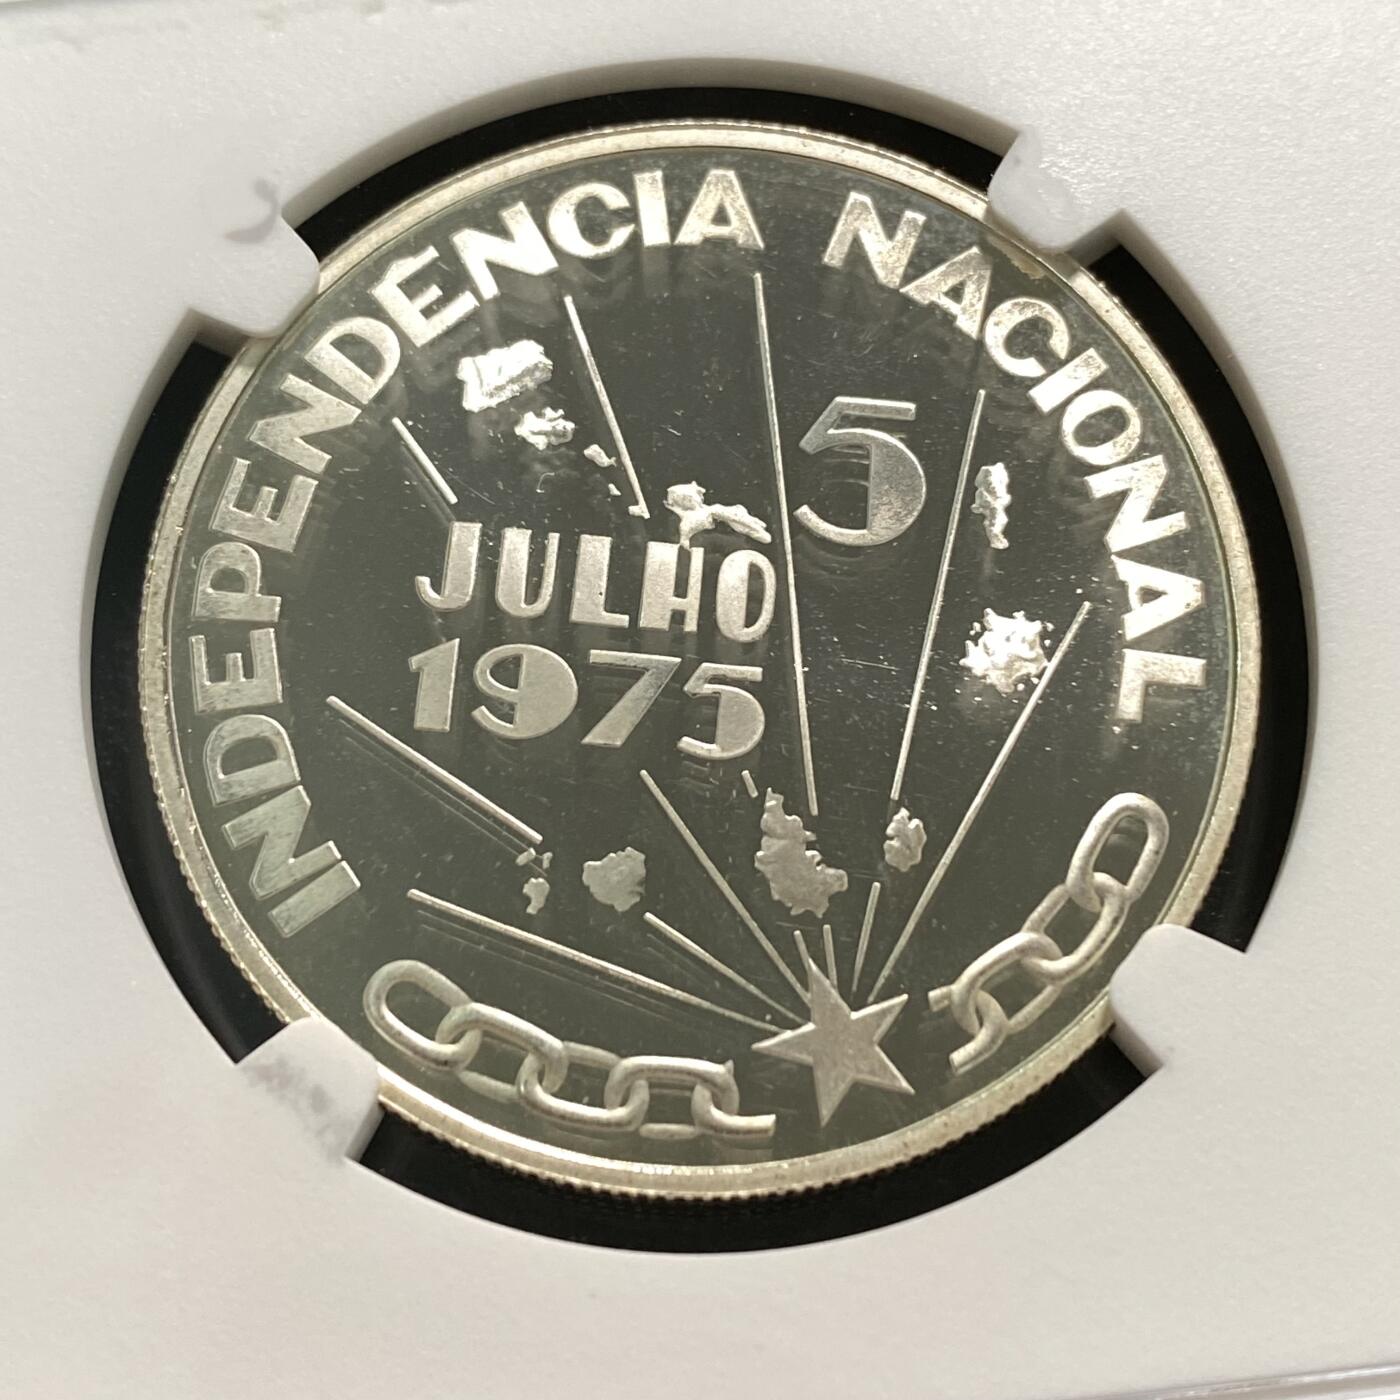 INDEPENDENCIA NACIONAL
5
JULHO
1975